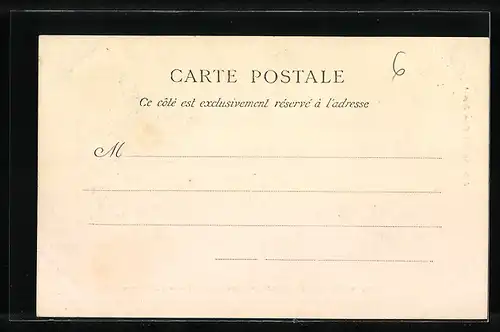 CARTE POSTALE
6
Ce côté est exclusivement réservé à l'adresse
M